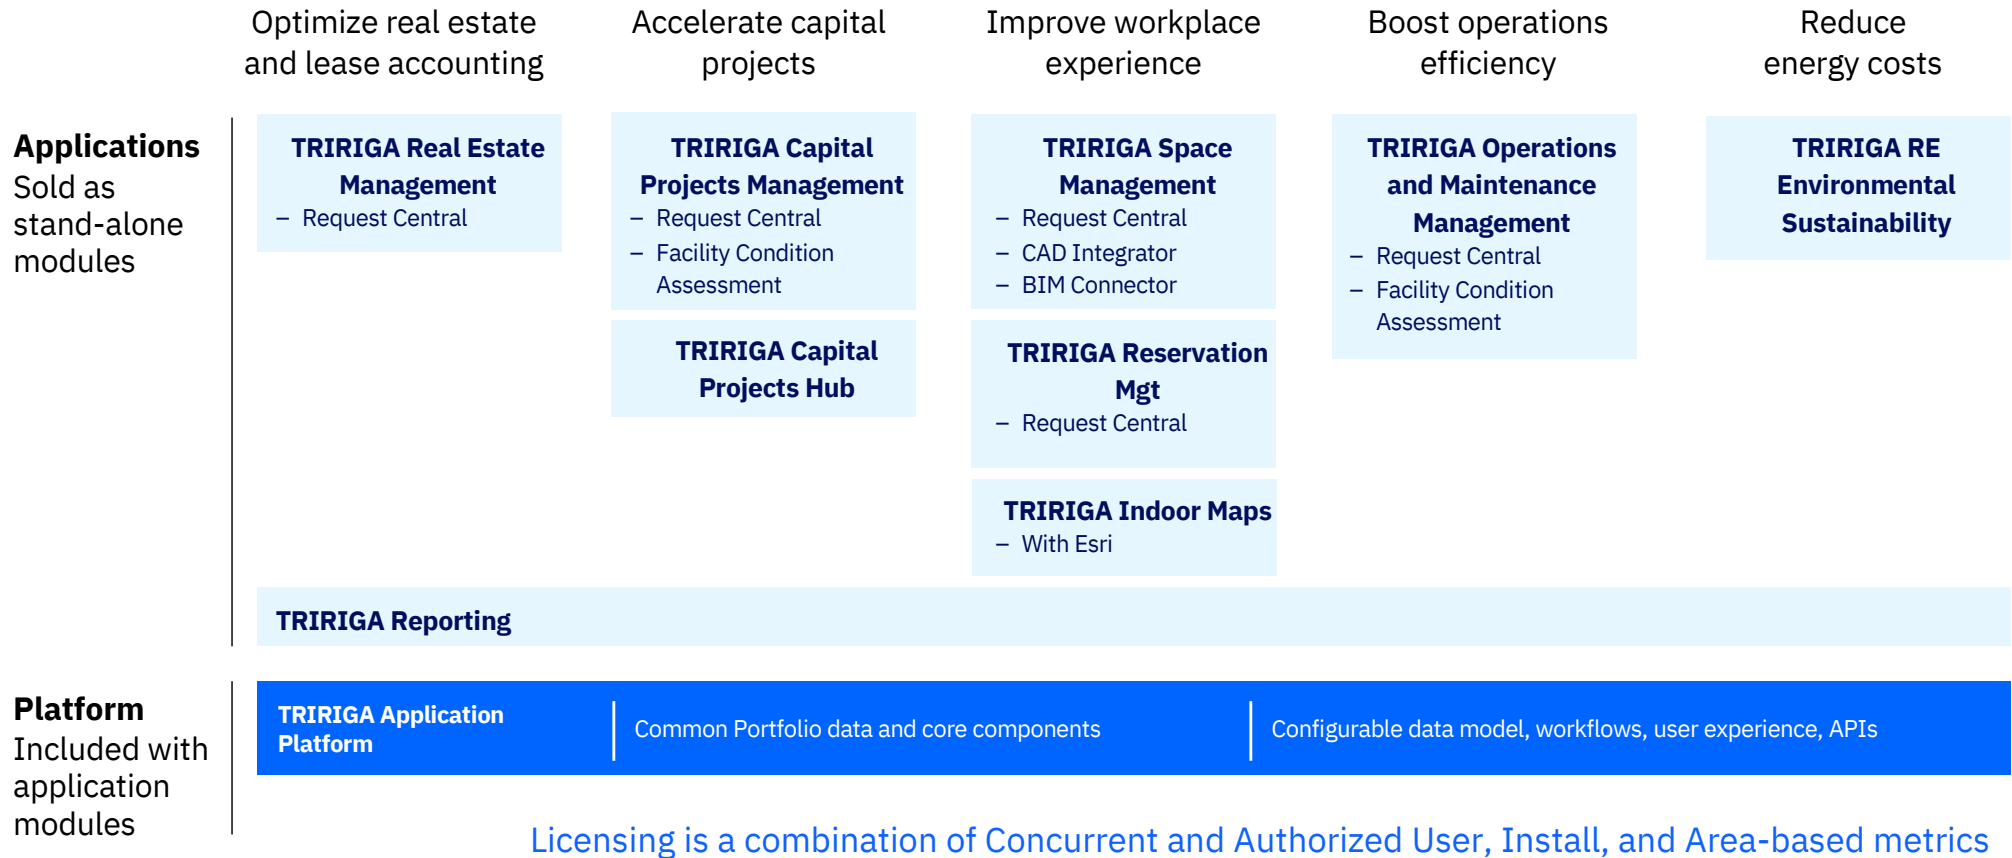 Optimize real estate
and lease accounting
Accelerate capital
projects
Improve workplace
experience
Boost operations
efficiency
Reduce
energy costs
Applications
Sold as
stand-alone
modules
TRIRIGA Real Estate
Management
– Request Central
TRIRIGA Capital
Projects Management
– Request Central
– Facility Condition
Assessment
TRIRIGA Capital
Projects Hub
TRIRIGA Space
Management
– Request Central
– CAD Integrator
– BIM Connector
TRIRIGA Reservation
Mgt
– Request Central
TRIRIGA Indoor Maps
– With Esri
TRIRIGA Operations
and Maintenance
Management
– Request Central
– Facility Condition
Assessment
TRIRIGA RE
Environmental
Sustainability
TRIRIGA Reporting
Platform
Included with
application
modules
TRIRIGA Application
Platform
Common Portfolio data and core components
Configurable data model, workflows, user experience, APIs
Licensing is a combination of Concurrent and Authorized User, Install, and Area-based metrics